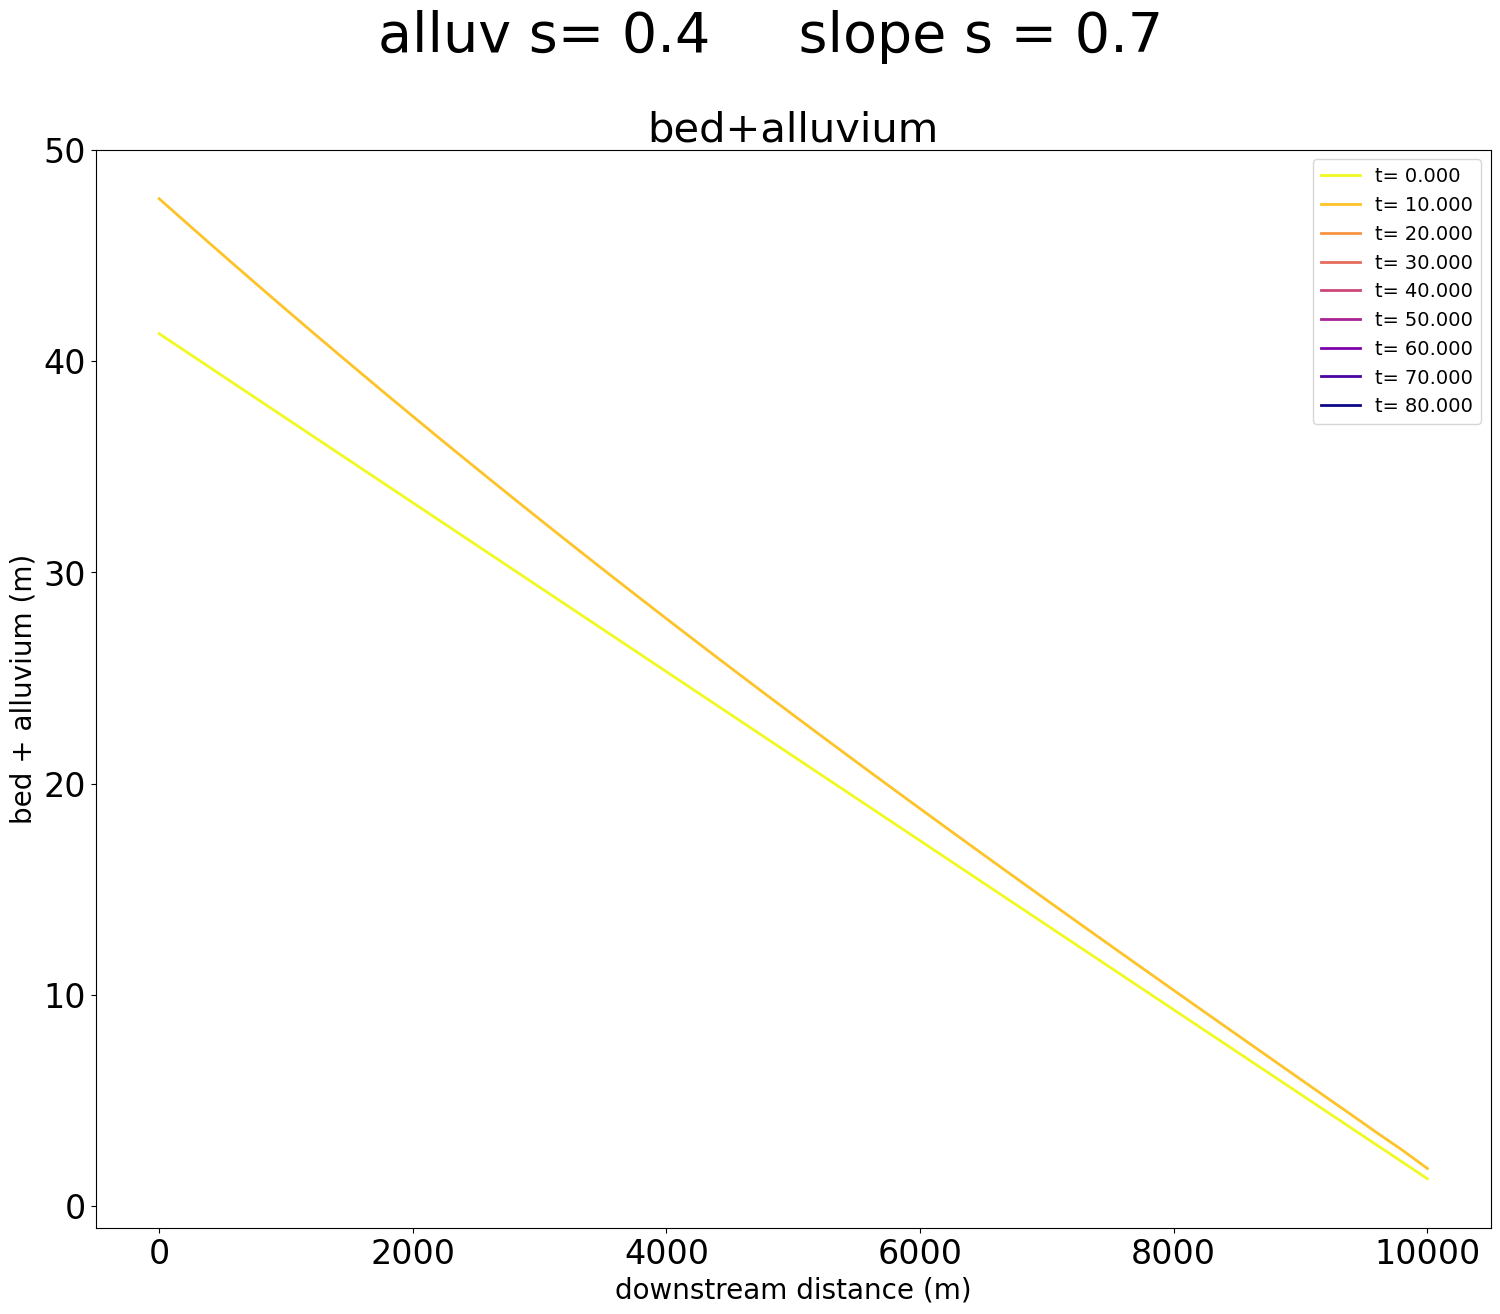 alluv s= 0.4 slope s = 0.7
bed+alluvium
50
40
30
20
10
0
bed + alluvium (m)
t= 0.000
t= 10.000
t= 20.000
t= 30.000
t= 40.000
t= 50.000
t= 60.000
t= 70.000
t= 80.000
0 2000 4000 6000 8000 10000
downstream distance (m)